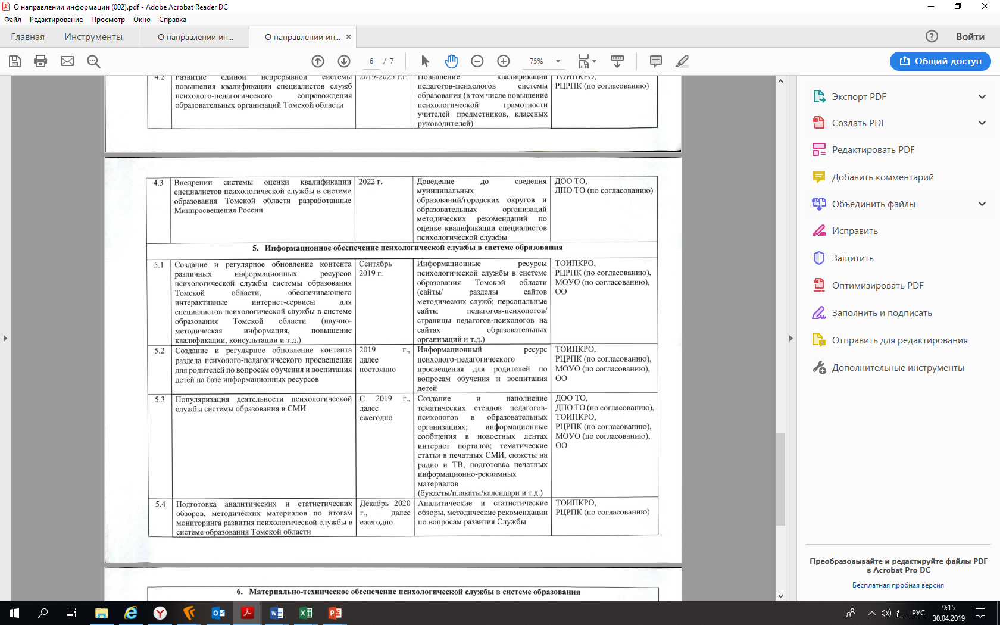 О направлении информации (002).pdf - Adobe Acrobat Reader DC
Файл Редактирование Просмотр Окно Справка
Главная Инструменты О направлении ин... О направлении ин... Войти
6 / 7 75% Общий доступ
4.2 Развитие единой непрерывной системы повышения квалификации специалистов служб психолого-педагогического сопровождения образовательных организаций Томской области
2019-2025 г.г.
Повышение квалификации
педагогов-психологов системы
образования (в том числе повышение
психологической грамотности
учителей предметников, классных
руководителей)
ТОИПКРО,
РЦРПК (по согласованию)
4.3 Внедрении системы оценки квалификации
специалистов психологической службы в системе
образования Томской области разработанные
Минпросвещения России
2022 г.
Доведение до сведения
муниципальных
образований/городских округов и
образовательных организаций
методических рекомендаций по
оценке квалификации специалистов
психологической службы
ДОО ТО,
ДПО ТО (по согласованию)
5. Информационное обеспечение психологической службы в системе образования
5.1 Создание и регулярное обновление контента
различных информационных ресурсов
психологической службы системы образования
Томской области, обеспечивающего
интерактивные интернет-сервисы для
специалистов психологической службы в системе
образования Томской области (научно-
методическая информация, повышение
квалификации, консультации и т.д.)
Сентябрь
2019 г.
Информационные ресурсы
психологической службы в системе
образования Томской области
(сайты/ разделы сайтов
методических служб; персональные
сайты педагогов-психологов/
страницы педагогов-психологов на
сайтах образовательных
организаций и т.д.)
ТОИПКРО,
РЦРПК (по согласованию),
МОУО (по согласованию),
ОО
5.2 Создание и регулярное обновление контента
раздела психолого-педагогического просвещения
для родителей по вопросам обучения и воспитания
детей на базе информационных ресурсов
2019 г.,
далее
постоянно
Информационный ресурс
психолого-педагогического
просвещения для родителей по
вопросам обучения и воспитания
детей
ТОИПКРО,
РЦРПК (по согласованию),
МОУО (по согласованию),
ОО
5.3 Популяризация деятельности психологической
службы системы образования в СМИ
С 2019 г.,
далее
ежегодно
Создание и наполнение
тематических стендов педагогов-
психологов в образовательных
организациях; информационные
сообщения в новостных лентах
интернет порталов; тематические
статьи в печатных СМИ, сюжеты на
радио и ТВ; подготовка печатных
информационно-рекламных
материалов
(буклеты/плакаты/календари и т.д.)
ДОО ТО,
ДПО ТО (по согласованию),
ТОИПКРО,
РЦРПК (по согласованию),
МОУО (по согласованию),
ОО
5.4 Подготовка аналитических и статистических
обзоров, методических материалов по итогам
мониторинга развития психологической службы в
системе образования Томской области
Декабрь 2020
г., далее
ежегодно
Аналитические и статистические
обзоры, методические рекомендации
по вопросам развития Службы
ТОИПКРО,
РЦРПК (по согласованию)
6. Материально-техническое обеспечение психологической службы в системе образования
Экспорт PDF
Создать PDF
Редактировать PDF
Добавить комментарий
Объединить файлы
Исправить
Защитить
Оптимизировать PDF
Заполнить и подписать
Отправить для редактирования
Дополнительные инструменты
Преобразовывайте и редактируйте файлы PDF
в Acrobat Pro DC
Бесплатная пробная версия
РУС
9:15
30.04.2019